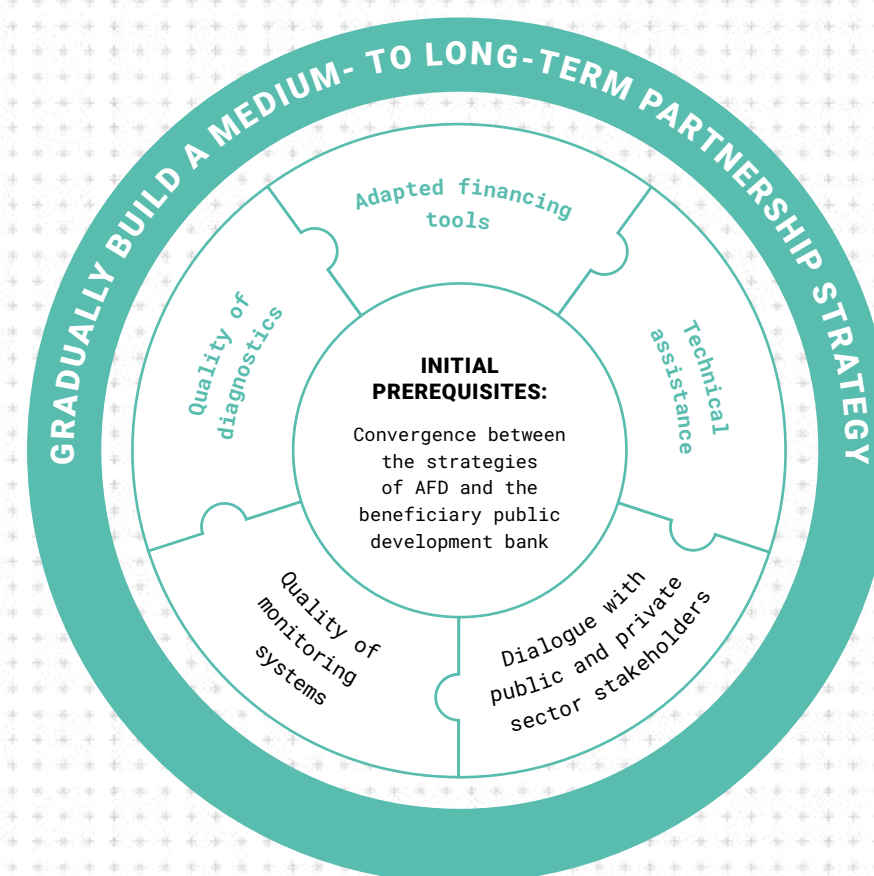 GRADUALLY BUILD A MEDIUM- TO LONG-TERM PARTNERSHIP STRATEGY
Adapted financing
tools
Quality of
diagnostics
Technical
assistance
INITIAL
PREREQUISITES:
Convergence between
the strategies
of AFD and the
beneficiary public
development bank
Quality of
monitoring
systems
Dialogue with
public and private
sector stakeholders